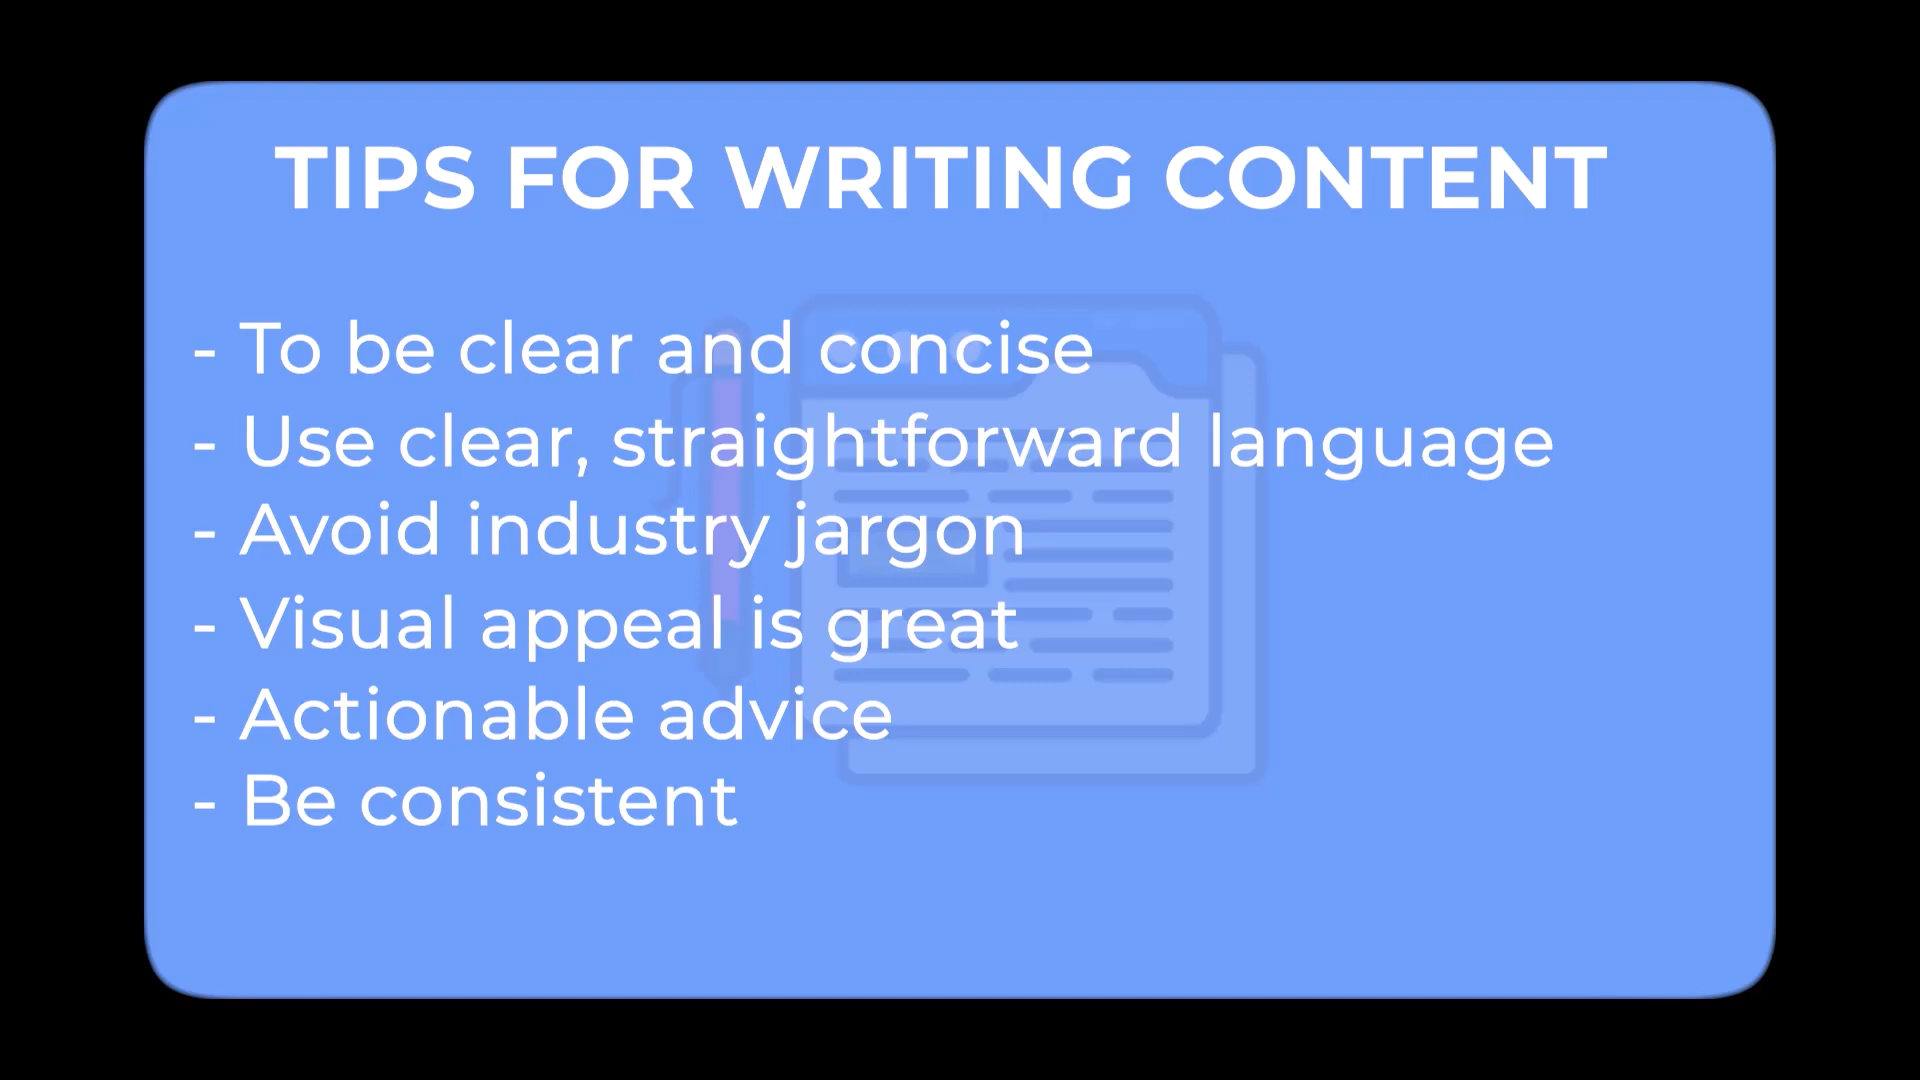 TIPS FOR WRITING CONTENT
- To be clear and concise
- Use clear, straightforward language
- Avoid industry jargon
- Visual appeal is great
- Actionable advice
- Be consistent